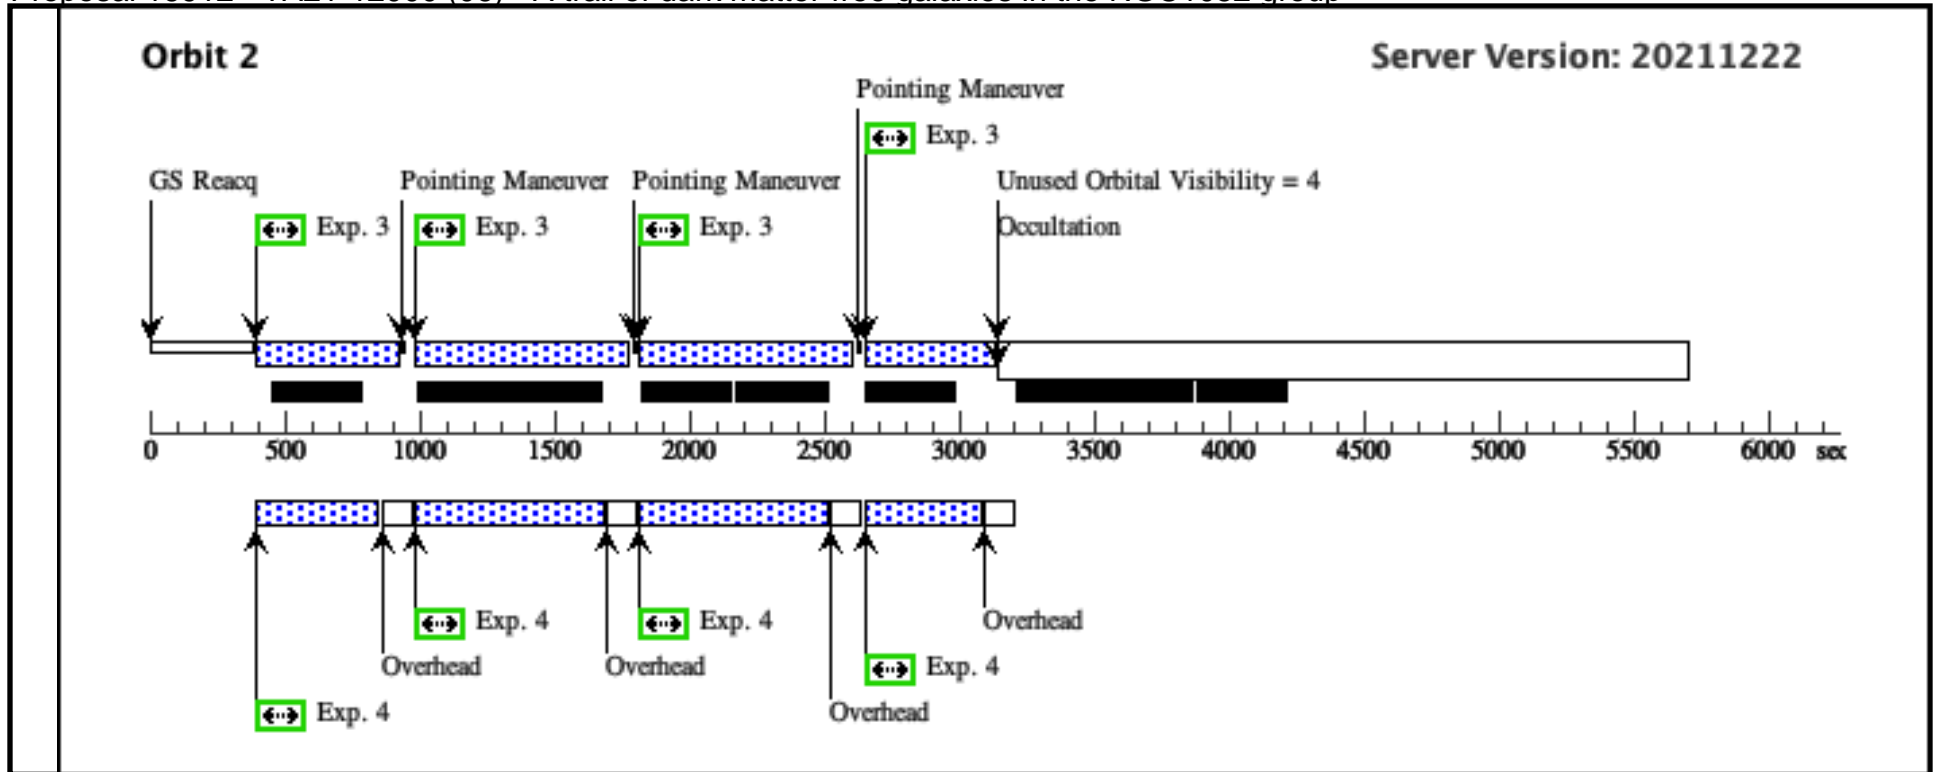 Orbit 2
Server Version: 20211222
Pointing Maneuver
Exp. 3
GS Reacq
Pointing Maneuver
Pointing Maneuver
Unused Orbital Visibility = 4
Exp. 3
Exp. 3
Exp. 3
Occultation
0 500 1000 1500 2000 2500 3000 3500 4000 4500 5000 5500 6000 sec
Exp. 4
Exp. 4
Overhead
Overhead
Overhead
Exp. 4
Exp. 4
Overhead